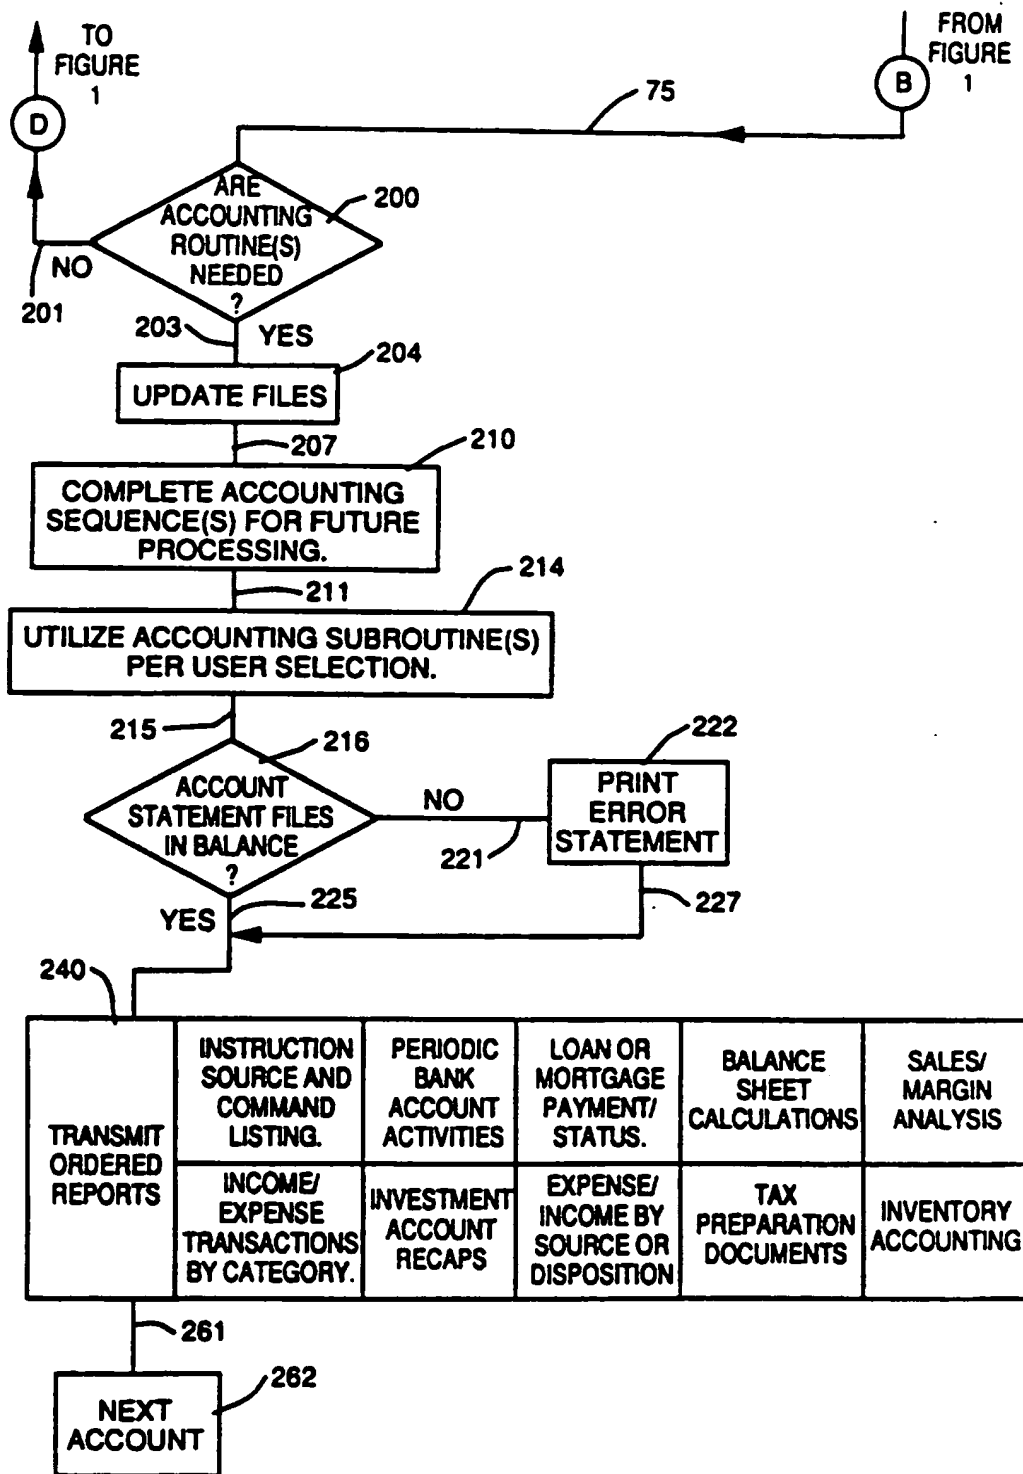 TO
FIGURE
1
D
FROM
FIGURE
1
B
75
ARE
ACCOUNTING
ROUTINE(S)
NEEDED
?
200
NO
201
203
YES
204
UPDATE FILES
207
210
COMPLETE ACCOUNTING
SEQUENCE(S) FOR FUTURE
PROCESSING.
211
214
UTILIZE ACCOUNTING SUBROUTINE(S)
PER USER SELECTION.
215
216
ACCOUNT
STATEMENT FILES
IN BALANCE
?
NO
221
222
PRINT
ERROR
STATEMENT
YES
225
227
240
TRANSMIT
ORDERED
REPORTS
INSTRUCTION
SOURCE AND
COMMAND
LISTING.
PERIODIC
BANK
ACCOUNT
ACTIVITIES
LOAN OR
MORTGAGE
PAYMENT/
STATUS.
BALANCE
SHEET
CALCULATIONS
SALES/
MARGIN
ANALYSIS
INCOME/
EXPENSE
TRANSACTIONS
BY CATEGORY.
INVESTMENT
ACCOUNT
RECAPS
EXPENSE/
INCOME BY
SOURCE OR
DISPOSITION
TAX
PREPARATION
DOCUMENTS
INVENTORY
ACCOUNTING
261
262
NEXT
ACCOUNT